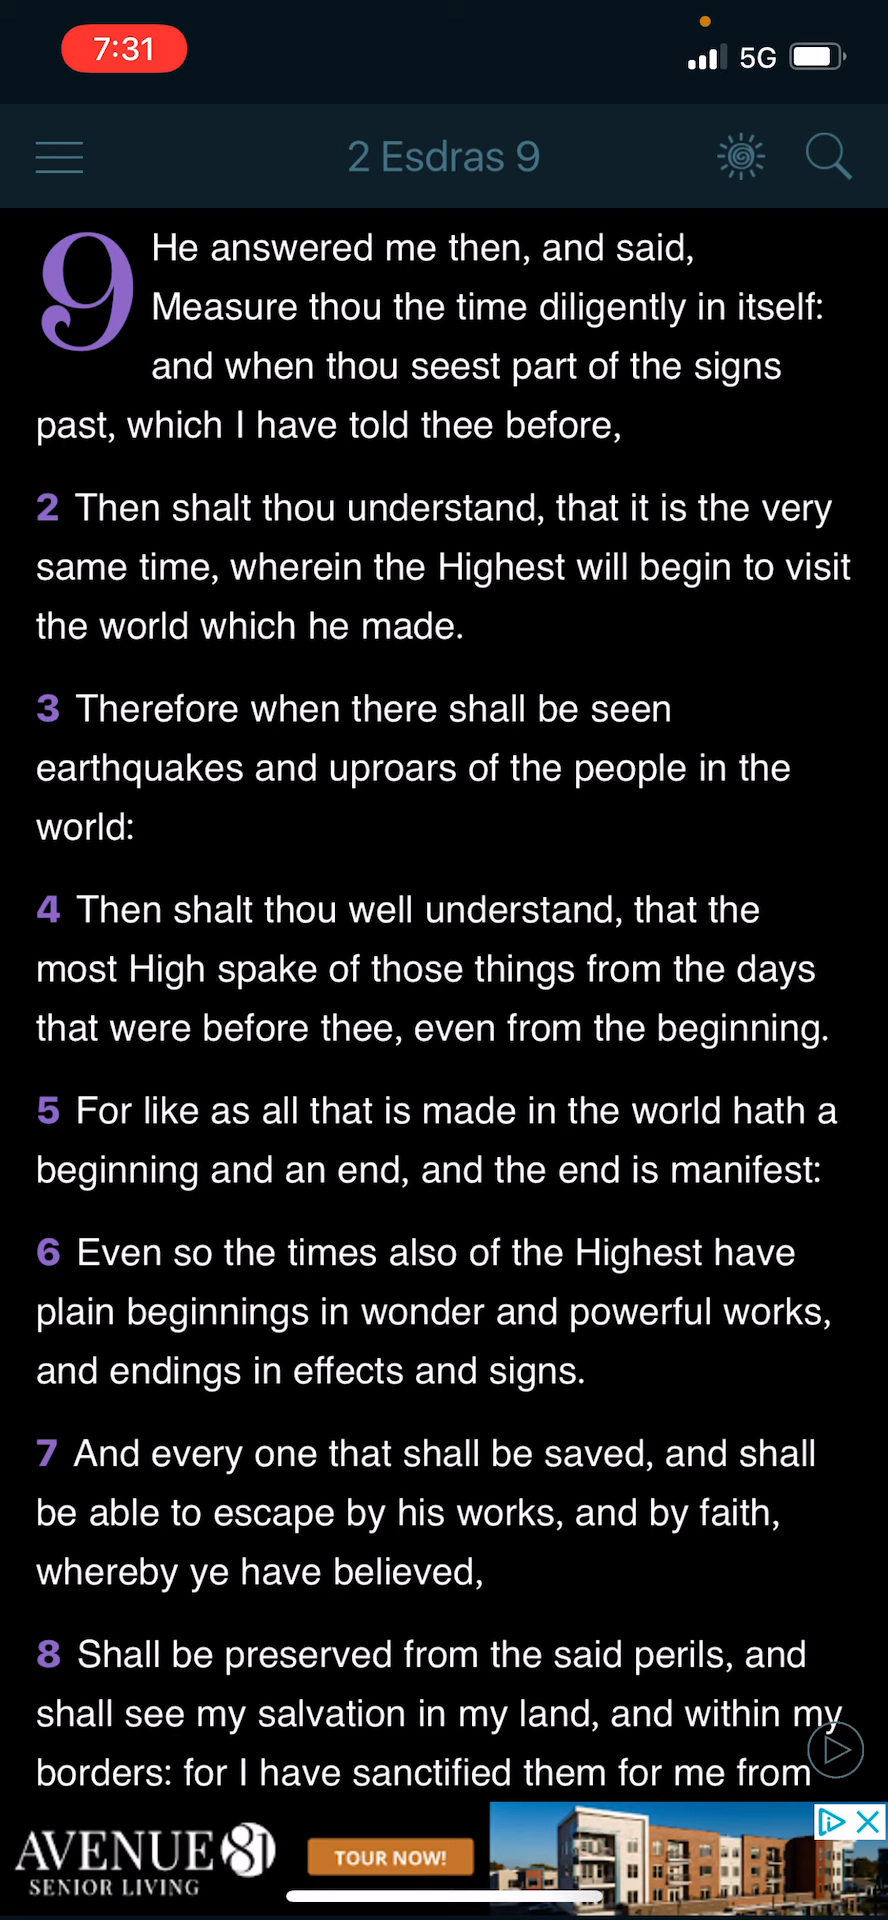 7:31
5G
2 Esdras 9
9 He answered me then, and said,
Measure thou the time diligently in itself:
and when thou seest part of the signs
past, which I have told thee before,
2 Then shalt thou understand, that it is the very
same time, wherein the Highest will begin to visit
the world which he made.
3 Therefore when there shall be seen
earthquakes and uproars of the people in the
world:
4 Then shalt thou well understand, that the
most High spake of those things from the days
that were before thee, even from the beginning.
5 For like as all that is made in the world hath a
beginning and an end, and the end is manifest:
6 Even so the times also of the Highest have
plain beginnings in wonder and powerful works,
and endings in effects and signs.
7 And every one that shall be saved, and shall
be able to escape by his works, and by faith,
whereby ye have believed,
8 Shall be preserved from the said perils, and
shall see my salvation in my land, and within my
borders: for I have sanctified them for me from
AVENUE 81
SENIOR LIVING
TOUR NOW!